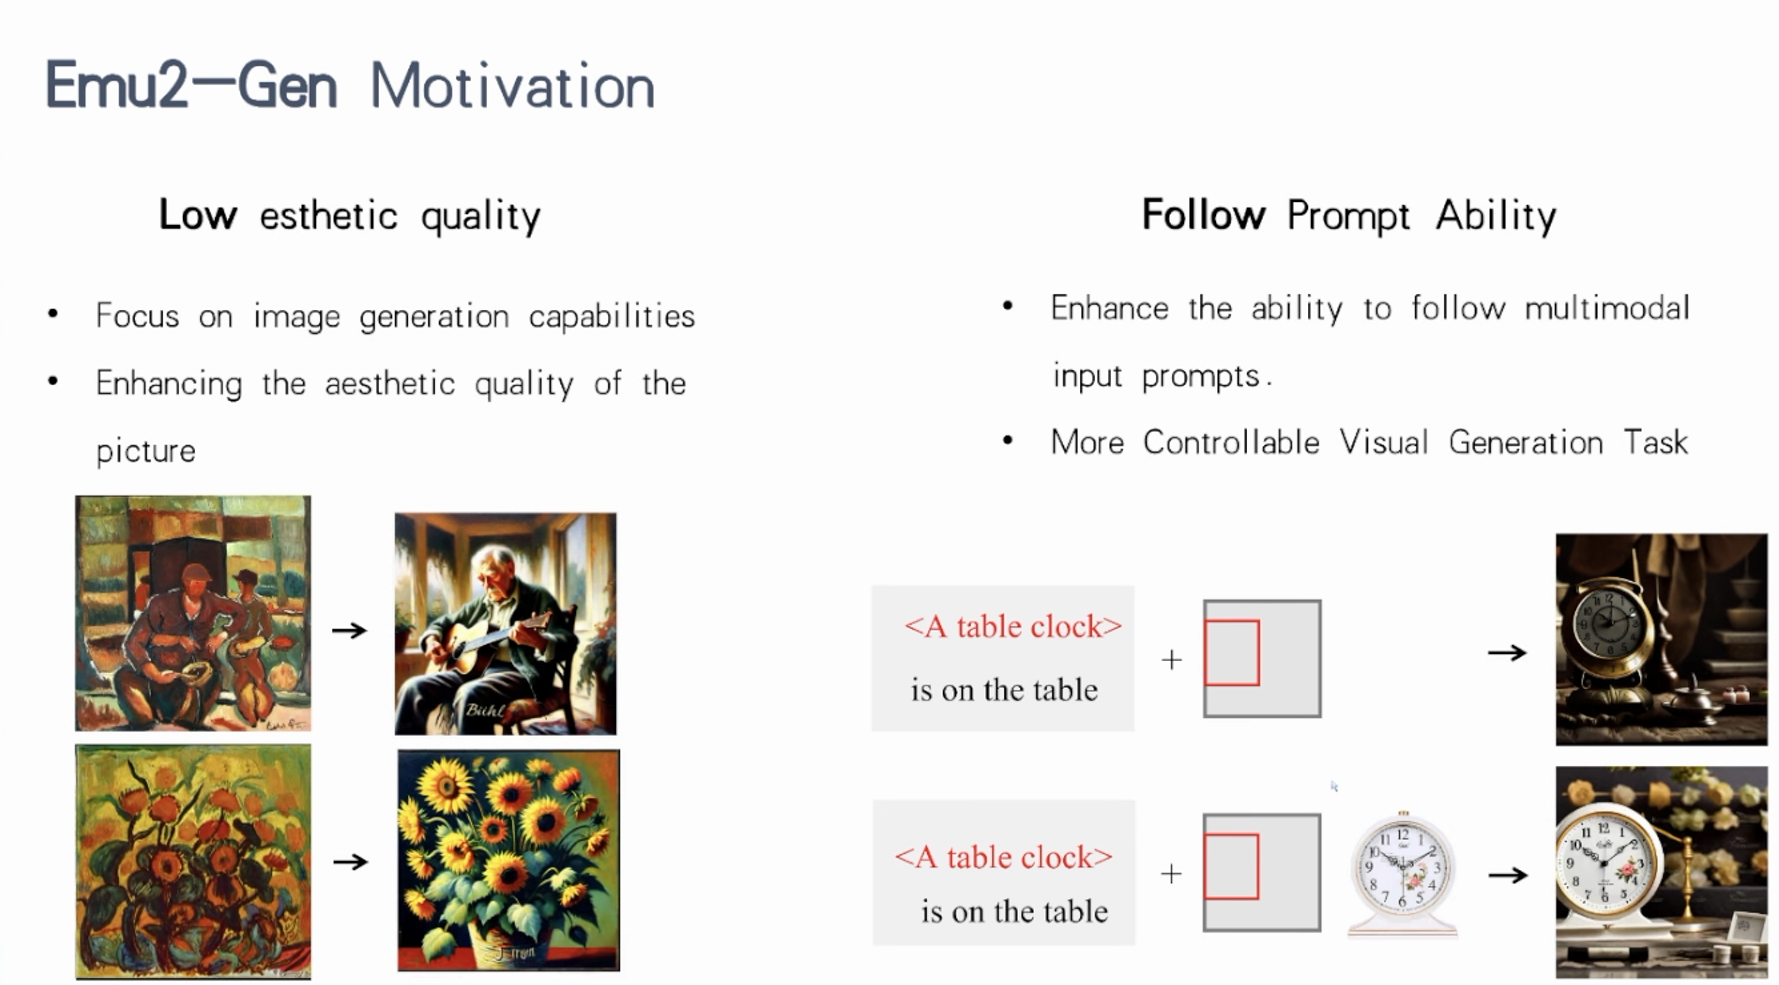 Emu2-Gen Motivation
Low esthetic quality
• Focus on image generation capabilities
• Enhancing the aesthetic quality of the
picture
Follow Prompt Ability
• Enhance the ability to follow multimodal
input prompts.
• More Controllable Visual Generation Task
Bühl
<A table clock>
is on the table
+
<A table clock>
is on the table
+